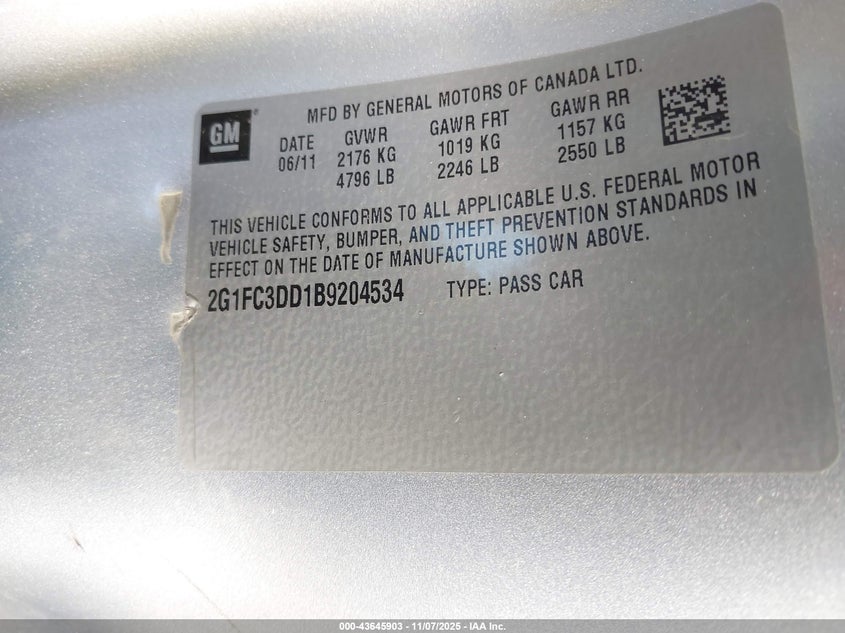 GM®
MFD BY GENERAL MOTORS OF CANADA LTD.
DATE GVWR GAWR FRT GAWR RR
06/11 2176 KG 1019 KG 1157 KG
4796 LB 2246 LB 2550 LB
THIS VEHICLE CONFORMS TO ALL APPLICABLE U.S. FEDERAL MOTOR
VEHICLE SAFETY, BUMPER, AND THEFT PREVENTION STANDARDS IN
EFFECT ON THE DATE OF MANUFACTURE SHOWN ABOVE.
2G1FC3DD1B9204534 TYPE: PASS CAR
000-43645903 - 11/07/2025 - IAA Inc.